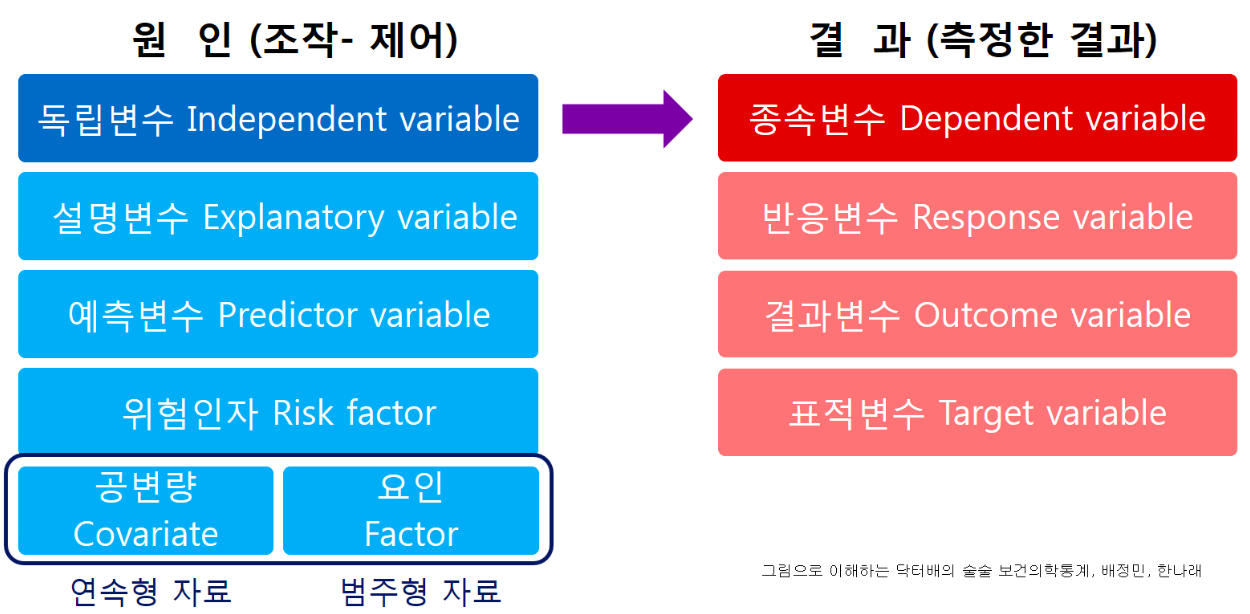 원 인 (조작- 제어)
독립변수 Independent variable
설명변수 Explanatory variable
예측변수 Predictor variable
위험인자 Risk factor
공변량
Covariate
요인
Factor
연속형 자료
범주형 자료
결 과 (측정한 결과)
종속변수 Dependent variable
반응변수 Response variable
결과변수 Outcome variable
표적변수 Target variable
그림으로 이해하는 닥터배의 술술 보건의학통계, 배정민, 한나래